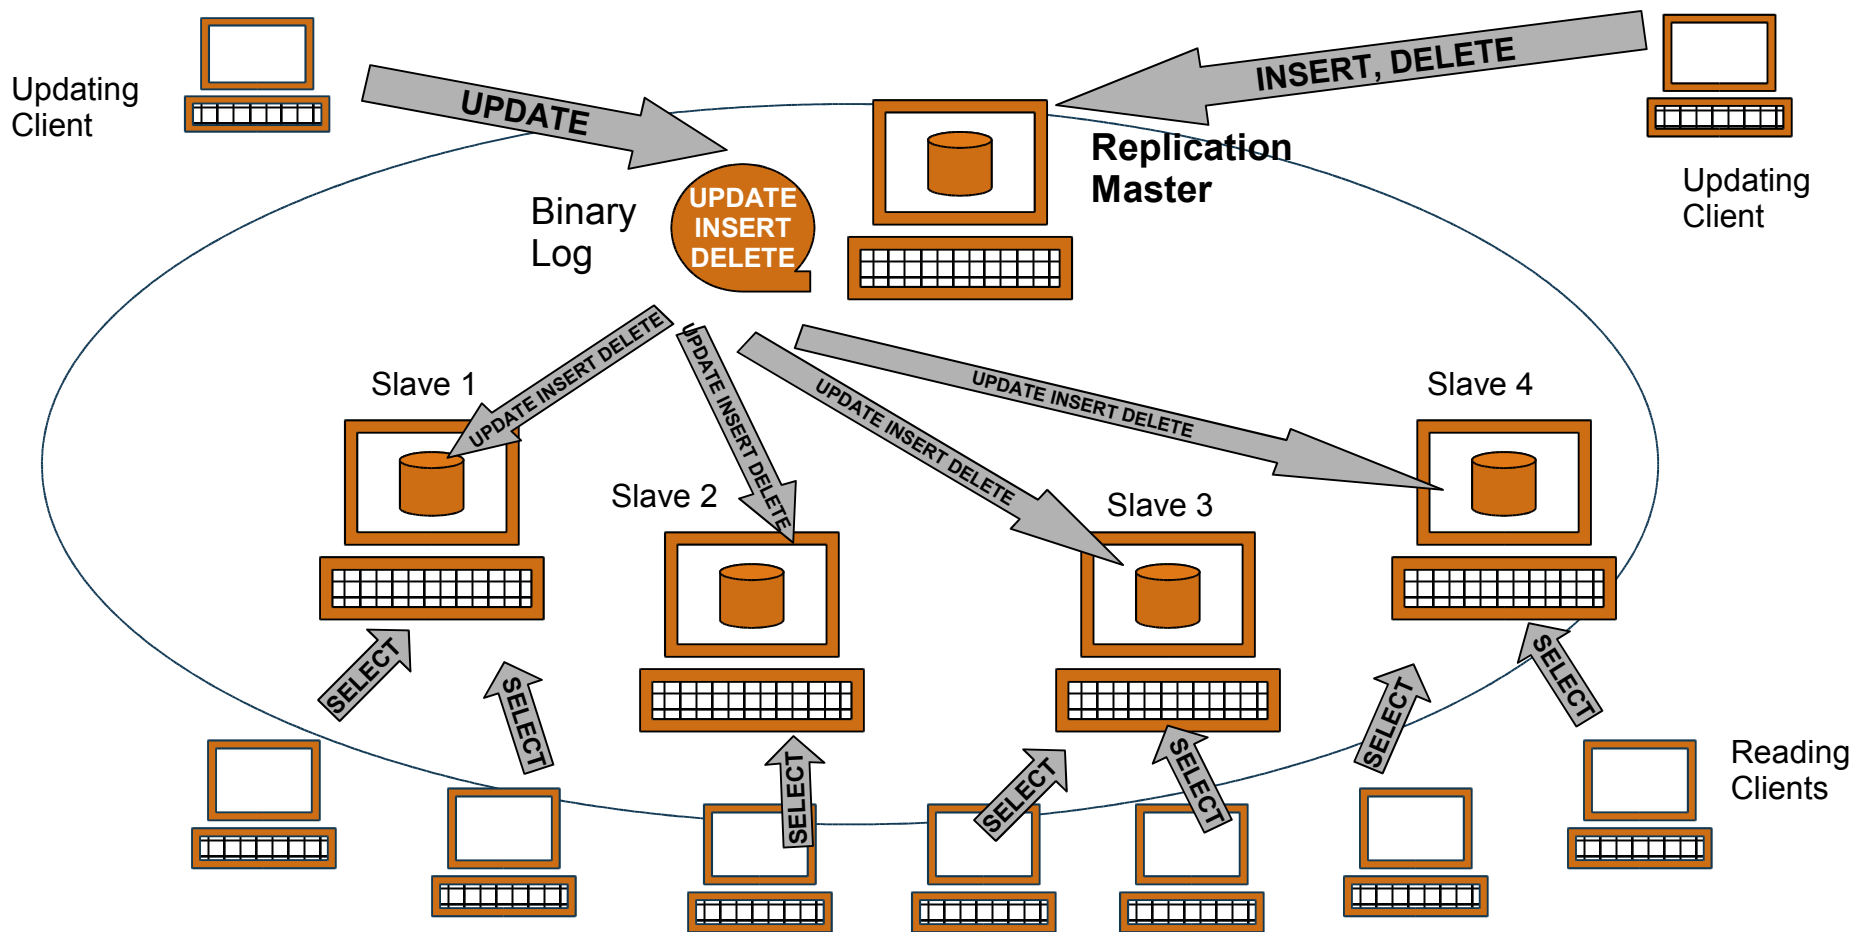 Updating
Client
UPDATE
INSERT, DELETE
Updating
Client
Replication
Master
Binary
Log
UPDATE
INSERT
DELETE
UPDATE INSERT DELETE
UPDATE INSERT DELETE
UPDATE INSERT DELETE
UPDATE INSERT DELETE
Slave 1
Slave 2
Slave 3
Slave 4
SELECT
SELECT
SELECT
SELECT
SELECT
SELECT
SELECT
Reading
Clients